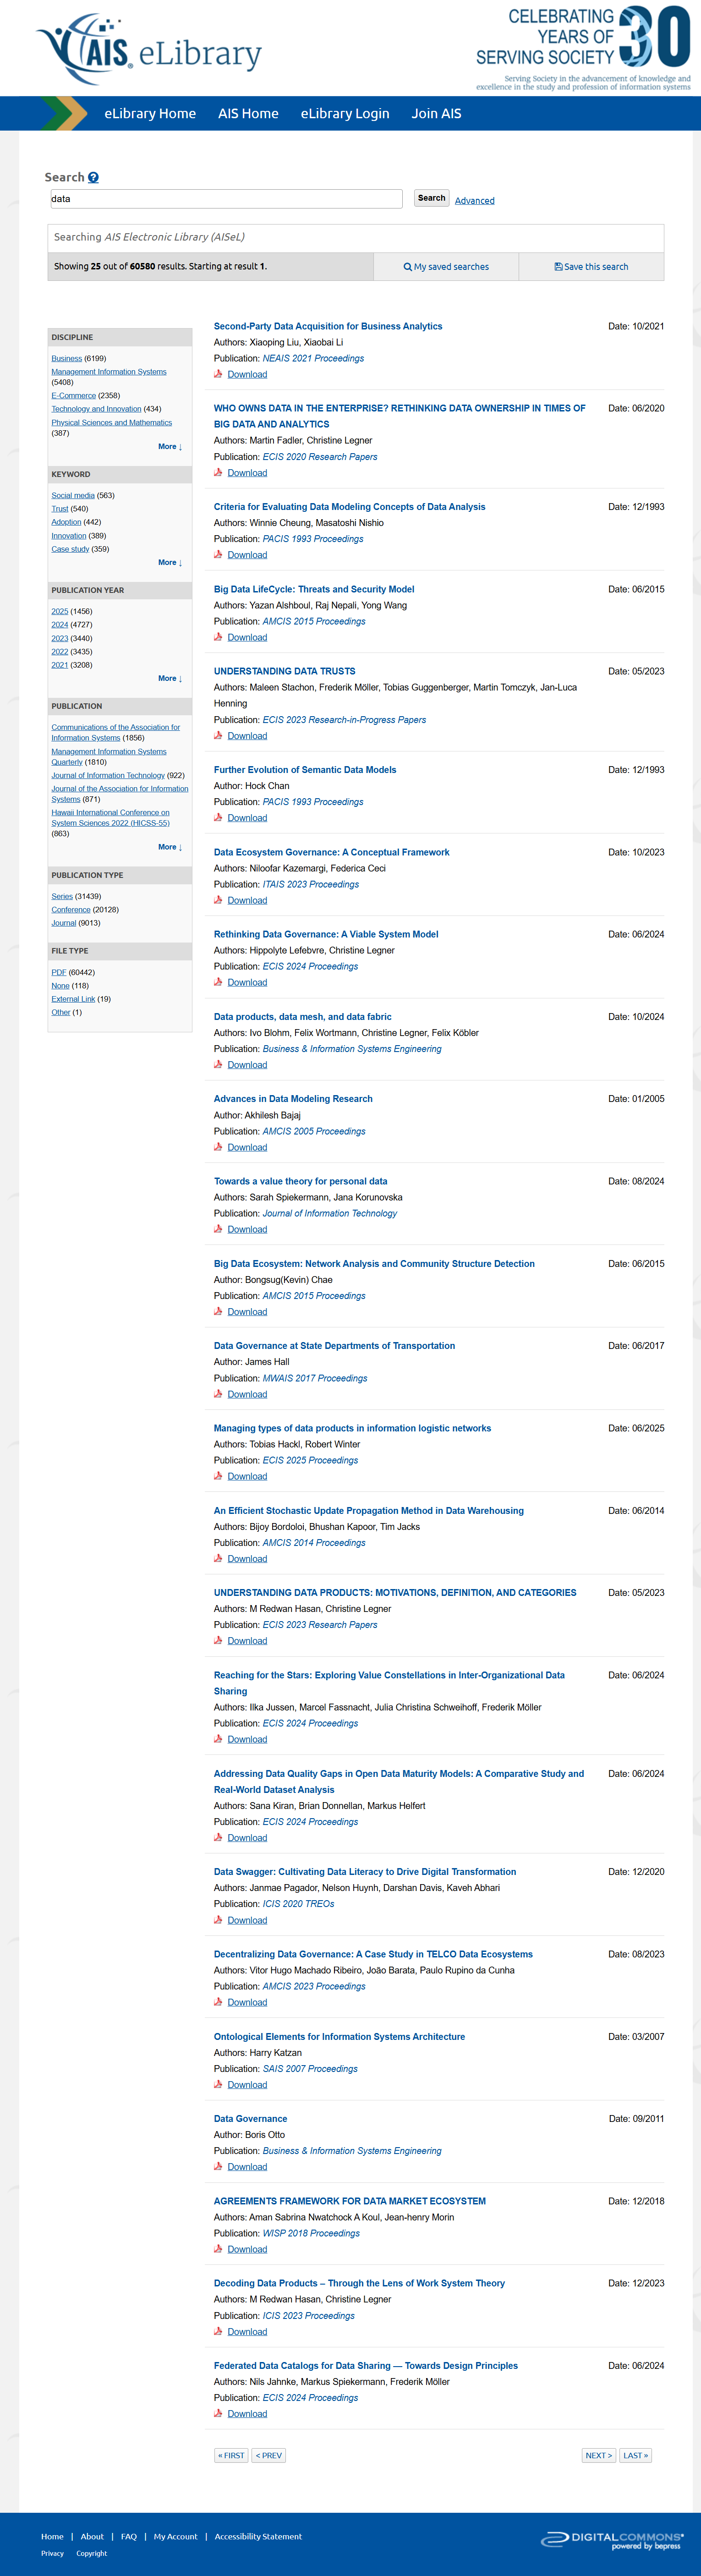 AIS eLibrary
CELEBRATING
YEARS OF
SERVING SOCIETY
30
Serving Society in the advancement of knowledge and
excellence in the study and profession of information systems
eLibrary Home
AIS Home
eLibrary Login
Join AIS
Search ?
data
Search
Advanced
Searching AIS Electronic Library (AISeL)
Showing 25 out of 60580 results. Starting at result 1.
My saved searches
Save this search
DISCIPLINE
Business (6199)
Management Information Systems
(5408)
E-Commerce (2358)
Technology and Innovation (434)
Physical Sciences and Mathematics
(387)
More ↓
KEYWORD
Social media (563)
Trust (540)
Adoption (442)
Innovation (389)
Case study (359)
More ↓
PUBLICATION YEAR
2025 (1456)
2024 (4727)
2023 (3440)
2022 (3435)
2021 (3208)
More ↓
PUBLICATION
Communications of the Association for
Information Systems (1856)
Management Information Systems
Quarterly (1810)
Journal of Information Technology (922)
Journal of the Association for Information
Systems (871)
Hawaii International Conference on
System Sciences 2022 (HICSS-55)
(863)
More ↓
PUBLICATION TYPE
Series (31439)
Conference (20128)
Journal (9013)
FILE TYPE
PDF (60442)
None (118)
External Link (19)
Other (1)
Second-Party Data Acquisition for Business Analytics
Date: 10/2021
Authors: Xiaoping Liu, Xiaobai Li
Publication: NEAIS 2021 Proceedings
Download
WHO OWNS DATA IN THE ENTERPRISE? RETHINKING DATA OWNERSHIP IN TIMES OF
BIG DATA AND ANALYTICS
Date: 06/2020
Authors: Martin Fadler, Christine Legner
Publication: ECIS 2020 Research Papers
Download
Criteria for Evaluating Data Modeling Concepts of Data Analysis
Date: 12/1993
Authors: Winnie Cheung, Masatoshi Nishio
Publication: PACIS 1993 Proceedings
Download
Big Data LifeCycle: Threats and Security Model
Date: 06/2015
Authors: Yazan Alshboul, Raj Nepali, Yong Wang
Publication: AMCIS 2015 Proceedings
Download
UNDERSTANDING DATA TRUSTS
Date: 05/2023
Authors: Maleen Stachon, Frederik Möller, Tobias Guggenberger, Martin Tomczyk, Jan-Luca
Henning
Publication: ECIS 2023 Research-in-Progress Papers
Download
Further Evolution of Semantic Data Models
Date: 12/1993
Author: Hock Chan
Publication: PACIS 1993 Proceedings
Download
Data Ecosystem Governance: A Conceptual Framework
Date: 10/2023
Authors: Niloofar Kazemargi, Federica Ceci
Publication: ITAIS 2023 Proceedings
Download
Rethinking Data Governance: A Viable System Model
Date: 06/2024
Authors: Hippolyte Lefebvre, Christine Legner
Publication: ECIS 2024 Proceedings
Download
Data products, data mesh, and data fabric
Date: 10/2024
Authors: Ivo Blohm, Felix Wortmann, Christine Legner, Felix Köbler
Publication: Business & Information Systems Engineering
Download
Advances in Data Modeling Research
Date: 01/2005
Author: Akhilesh Bajaj
Publication: AMCIS 2005 Proceedings
Download
Towards a value theory for personal data
Date: 08/2024
Authors: Sarah Spiekermann, Jana Korunovska
Publication: Journal of Information Technology
Download
Big Data Ecosystem: Network Analysis and Community Structure Detection
Date: 06/2015
Author: Bongsug(Kevin) Chae
Publication: AMCIS 2015 Proceedings
Download
Data Governance at State Departments of Transportation
Date: 06/2017
Author: James Hall
Publication: MWAIS 2017 Proceedings
Download
Managing types of data products in information logistic networks
Date: 06/2025
Authors: Tobias Hackl, Robert Winter
Publication: ECIS 2025 Proceedings
Download
An Efficient Stochastic Update Propagation Method in Data Warehousing
Date: 06/2014
Authors: Bijoy Bordoloi, Bhushan Kapoor, Tim Jacks
Publication: AMCIS 2014 Proceedings
Download
UNDERSTANDING DATA PRODUCTS: MOTIVATIONS, DEFINITION, AND CATEGORIES
Date: 05/2023
Authors: M Redwan Hasan, Christine Legner
Publication: ECIS 2023 Research Papers
Download
Reaching for the Stars: Exploring Value Constellations in Inter-Organizational Data
Sharing
Date: 06/2024
Authors: Ilka Jussen, Marcel Fassnacht, Julia Christina Schweihoff, Frederik Möller
Publication: ECIS 2024 Proceedings
Download
Addressing Data Quality Gaps in Open Data Maturity Models: A Comparative Study and
Real-World Dataset Analysis
Date: 06/2024
Authors: Sana Kiran, Brian Donnellan, Markus Helfert
Publication: ECIS 2024 Proceedings
Download
Data Swagger: Cultivating Data Literacy to Drive Digital Transformation
Date: 12/2020
Authors: Janmae Pagador, Nelson Huynh, Darshan Davis, Kaveh Abhari
Publication: ICIS 2020 TREOs
Download
Decentralizing Data Governance: A Case Study in TELCO Data Ecosystems
Date: 08/2023
Authors: Vitor Hugo Machado Ribeiro, João Barata, Paulo Rupino da Cunha
Publication: AMCIS 2023 Proceedings
Download
Ontological Elements for Information Systems Architecture
Date: 03/2007
Authors: Harry Katzan
Publication: SAIS 2007 Proceedings
Download
Data Governance
Date: 09/2011
Author: Boris Otto
Publication: Business & Information Systems Engineering
Download
AGREEMENTS FRAMEWORK FOR DATA MARKET ECOSYSTEM
Date: 12/2018
Authors: Aman Sabrina Nwatchock A Koul, Jean-henry Morin
Publication: WISP 2018 Proceedings
Download
Decoding Data Products – Through the Lens of Work System Theory
Date: 12/2023
Authors: M Redwan Hasan, Christine Legner
Publication: ICIS 2023 Proceedings
Download
Federated Data Catalogs for Data Sharing — Towards Design Principles
Date: 06/2024
Authors: Nils Jahnke, Markus Spiekermann, Frederik Möller
Publication: ECIS 2024 Proceedings
Download
« FIRST
< PREV
NEXT >
LAST »
Home | About | FAQ | My Account | Accessibility Statement
Privacy Copyright
DIGITALCOMMONS®
powered by bepress